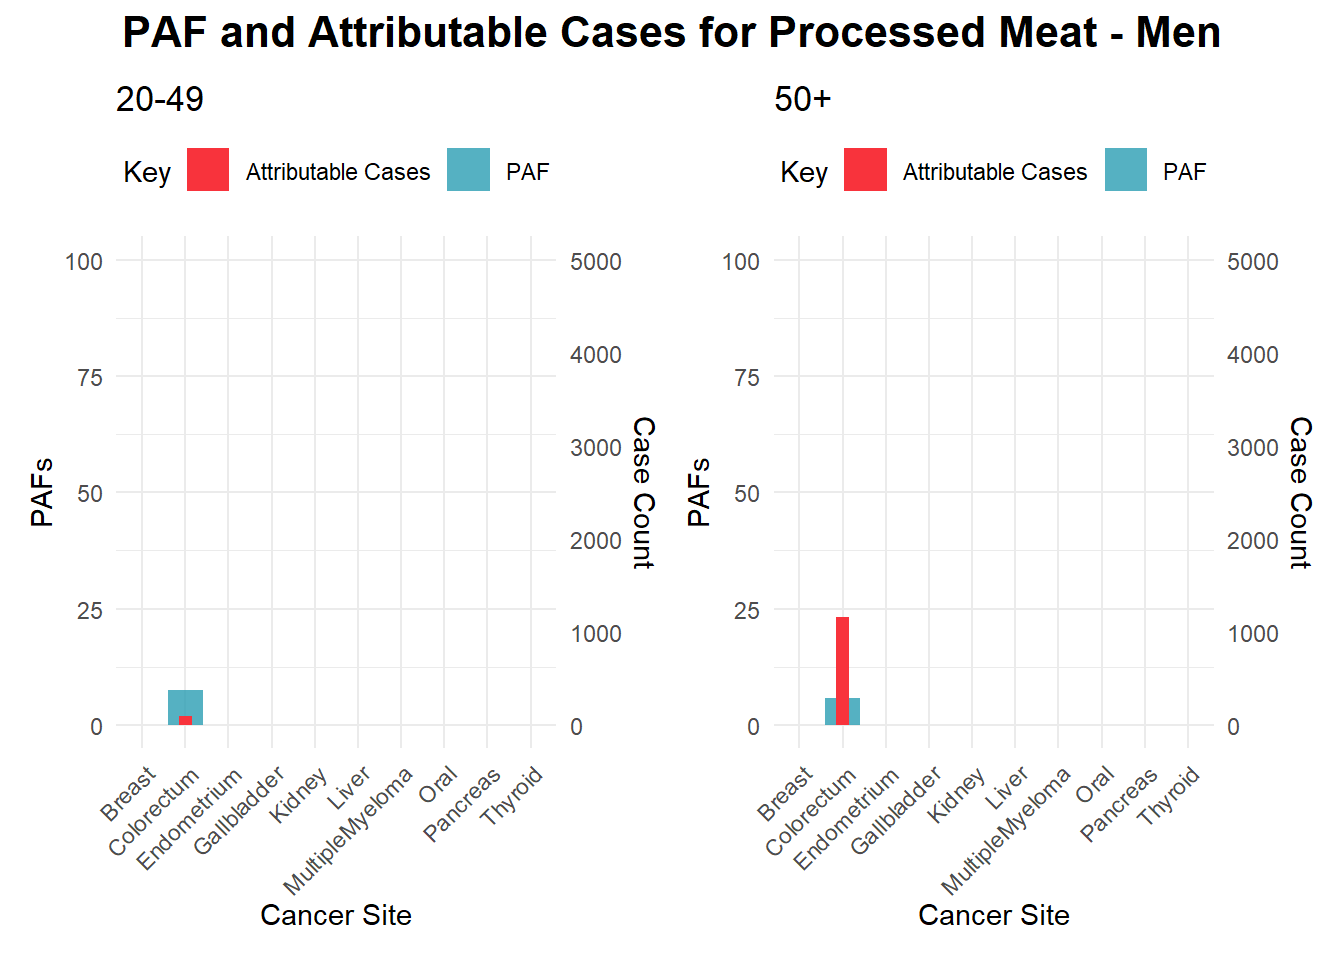 PAF and Attributable Cases for Processed Meat - Men
20-49
Key Attributable Cases PAF
100
75
50
25
0
PAFs
5000
4000
3000
2000
1000
0
Case Count
Breast
Colorectum
Endometrium
Gallbladder
Kidney
Liver
MultipleMyeloma
Oral
Pancreas
Thyroid
Cancer Site
50+
Key Attributable Cases PAF
100
75
50
25
0
PAFs
5000
4000
3000
2000
1000
0
Case Count
Breast
Colorectum
Endometrium
Gallbladder
Kidney
Liver
MultipleMyeloma
Oral
Pancreas
Thyroid
Cancer Site